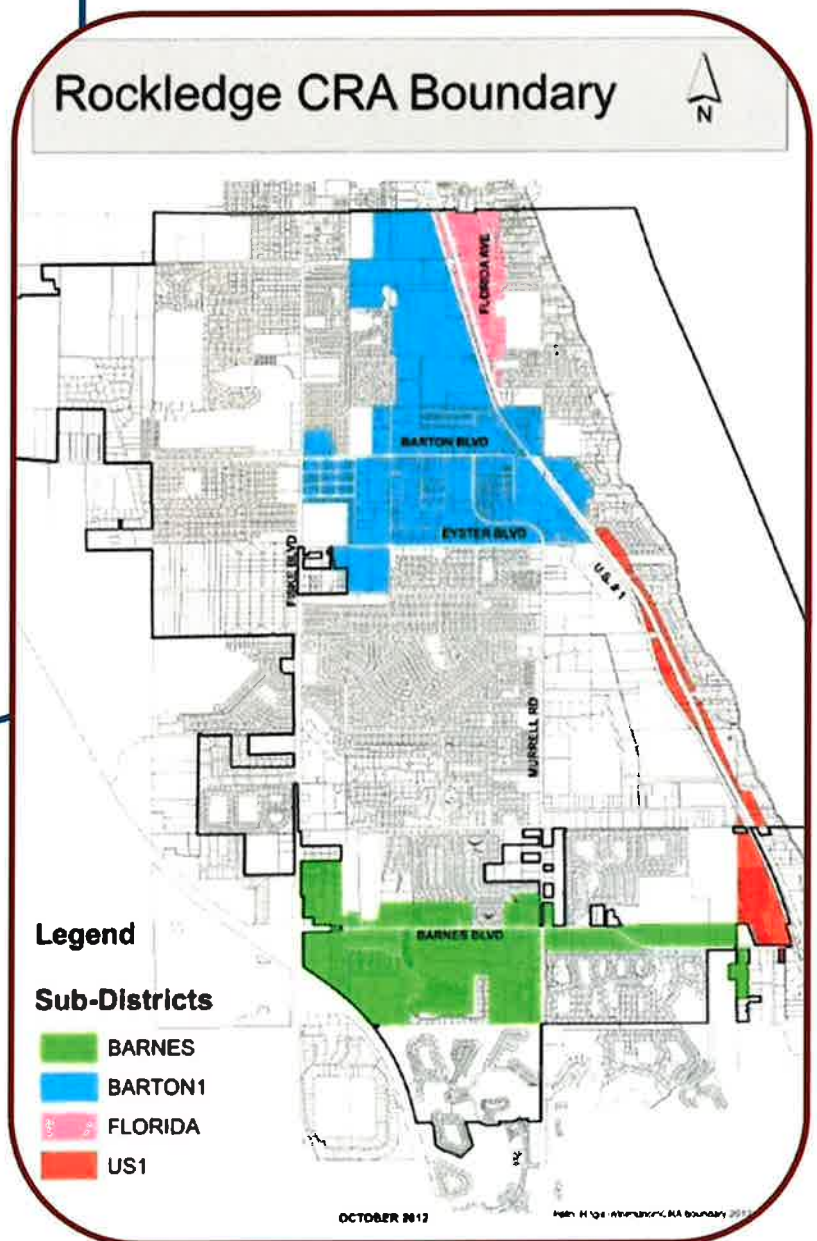 Rockledge CRA Boundary
N
FLORIDA AVE
BARTON BLVD
EYSTER BLVD
FISKE BLVD
U.S. #1
MURRELL RD
BARNES BLVD
Legend
Sub-Districts
BARNES
BARTON1
FLORIDA
US1
OCTOBER 2012